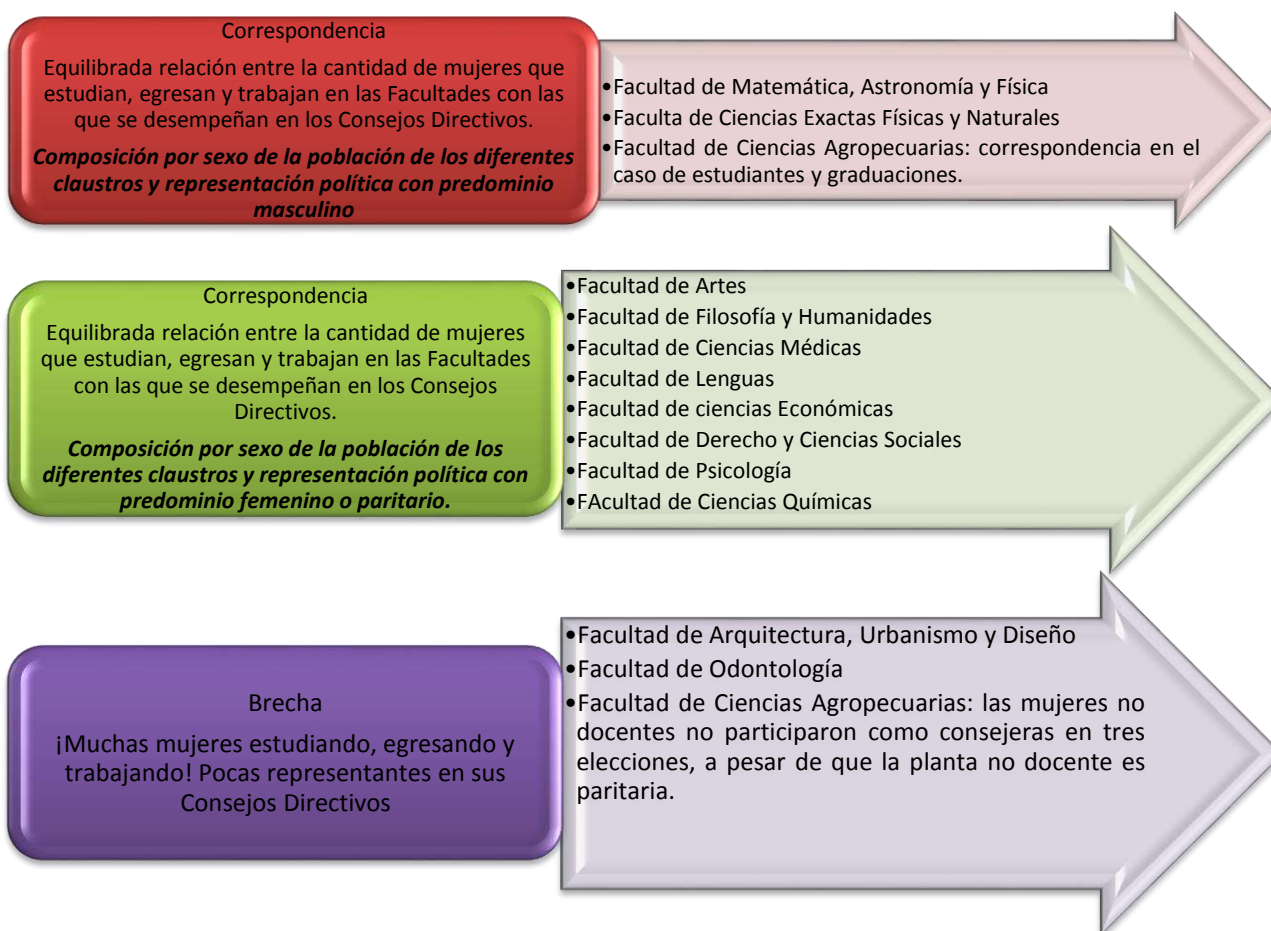 Correspondencia
Equilibrada relación entre la cantidad de mujeres que
estudian, egresan y trabajan en las Facultades con las
que se desempeñan en los Consejos Directivos.
Composición por sexo de la población de los diferentes
claustros y representación política con predominio
masculino
•Facultad de Matemática, Astronomía y Física
•Faculta de Ciencias Exactas Físicas y Naturales
•Facultad de Ciencias Agropecuarias: correspondencia en el
caso de estudiantes y graduaciones.
Correspondencia
Equilibrada relación entre la cantidad de mujeres
que estudian, egresan y trabajan en las Facultades
con las que se desempeñan en los Consejos
Directivos.
Composición por sexo de la población de los
diferentes claustros y representación política con
predominio femenino o paritario.
•Facultad de Artes
•Facultad de Filosofía y Humanidades
•Facultad de Ciencias Médicas
•Facultad de Lenguas
•Facultad de ciencias Económicas
•Facultad de Derecho y Ciencias Sociales
•Facultad de Psicología
•FAcultad de Ciencias Químicas
Brecha
¡Muchas mujeres estudiando, egresando y
trabajando! Pocas representantes en sus
Consejos Directivos
•Facultad de Arquitectura, Urbanismo y Diseño
•Facultad de Odontología
•Facultad de Ciencias Agropecuarias: las mujeres no
docentes no participaron como consejeras en tres
elecciones, a pesar de que la planta no docente es
paritaria.